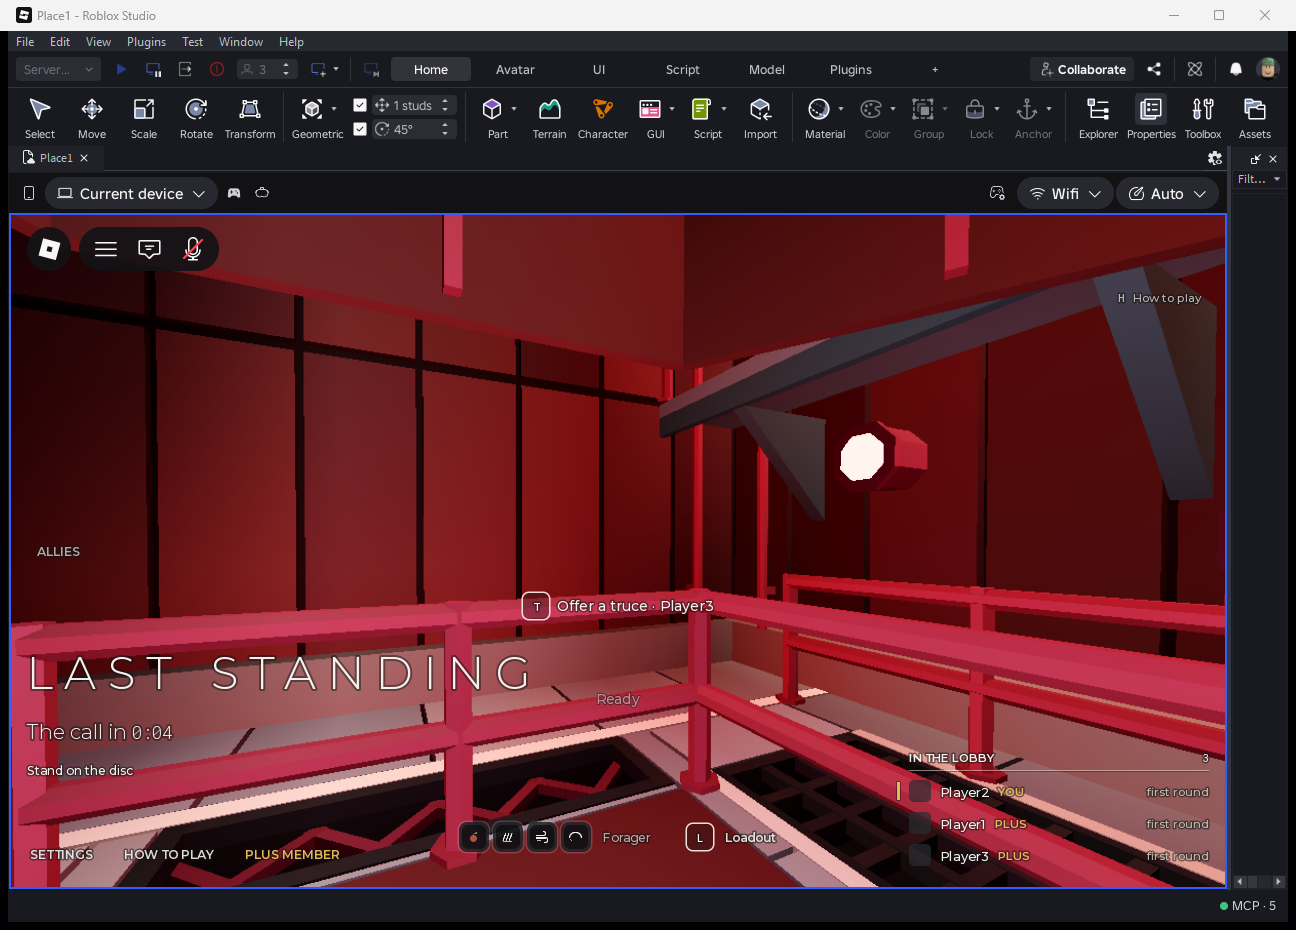 Place1 - Roblox Studio
File Edit View Plugins Test Window Help
Server... 3 Home Avatar UI Script Model Plugins + Collaborate
1 studs
45°
Select Move Scale Rotate Transform Geometric Part Terrain Character GUI Script Import Material Color Group Lock Anchor Explorer Properties Toolbox Assets
Place1
Filt...
Current device Wifi Auto
H How to play
ALLIES
T Offer a truce · Player3
LAST STANDING
Ready
The call in 0:04
Stand on the disc
IN THE LOBBY 3
Player2 YOU first round
Player1 PLUS first round
Player3 PLUS first round
Forager L Loadout
SETTINGS HOW TO PLAY PLUS MEMBER
MCP · 5